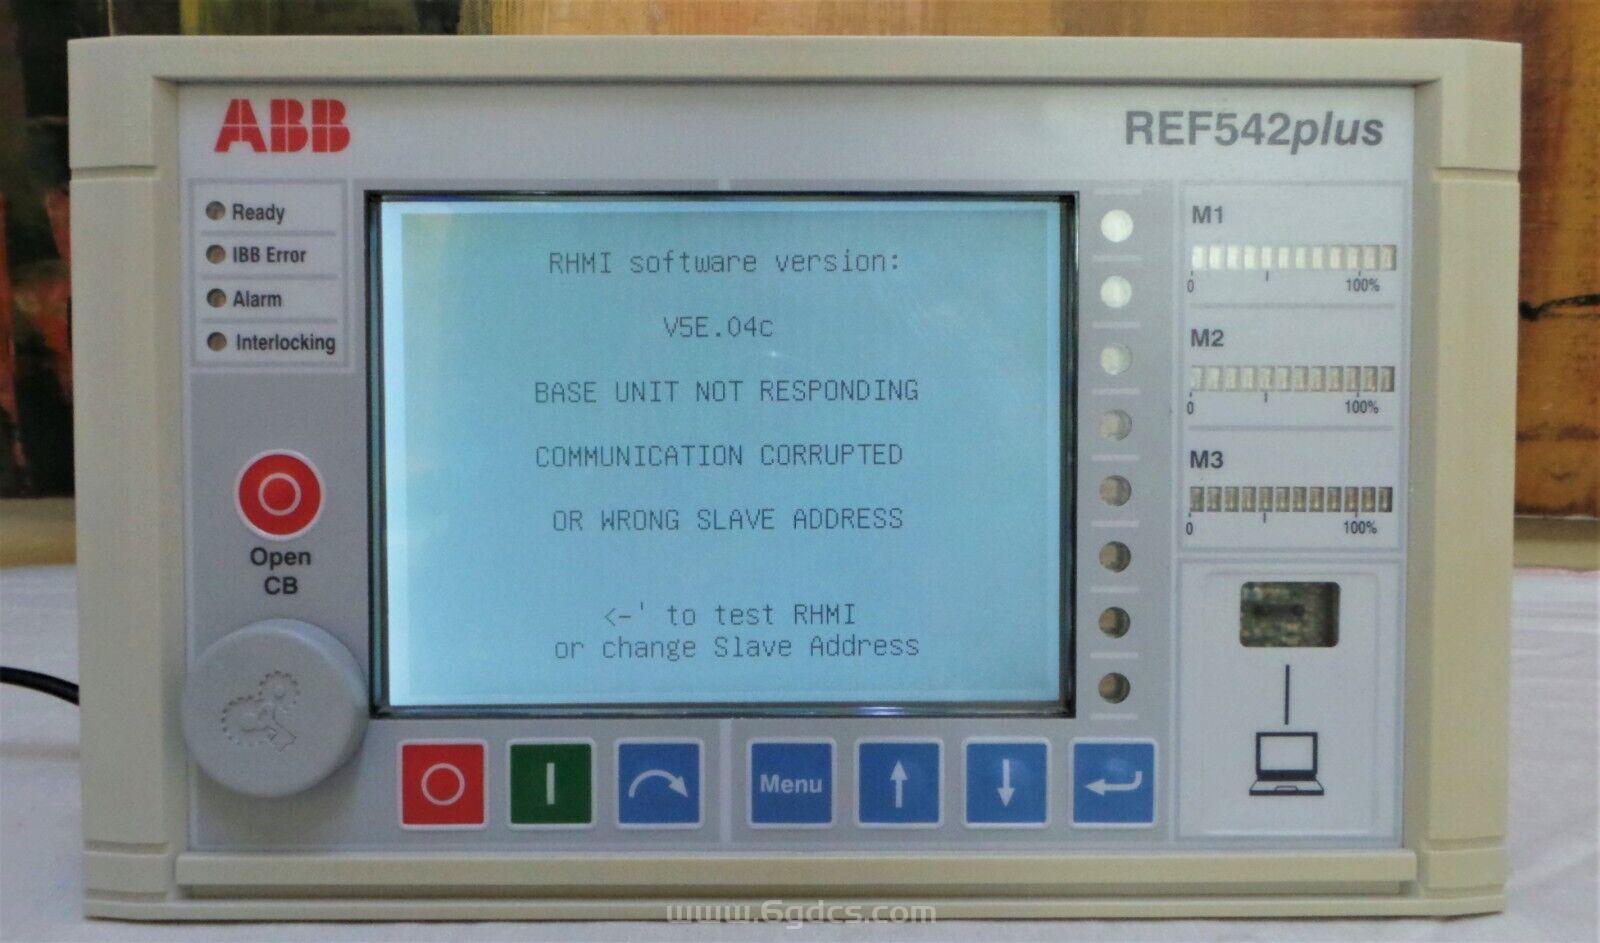 ABB
REF542plus
Ready
IBB Error
Alarm
Interlocking
Open
CB
RHMI software version:
V5E.04c
BASE UNIT NOT RESPONDING
COMMUNICATION CORRUPTED
OR WRONG SLAVE ADDRESS
<-' to test RHMI
or change Slave Address
M1
0 100%
M2
0 100%
M3
0 100%
Menu
www.6gdcs.com